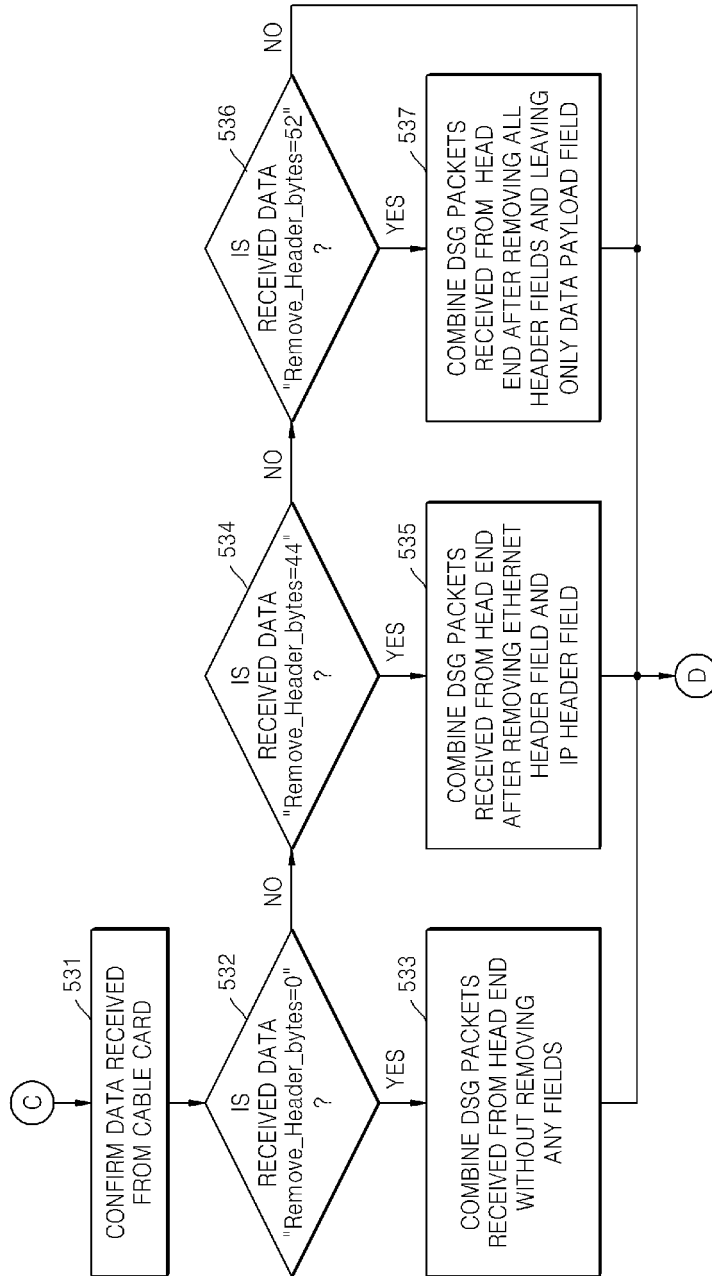 C
531
CONFIRM DATA RECEIVED
FROM CABLE CARD
532
IS
RECEIVED DATA
"Remove_Header_bytes=0"
?
NO
YES
533
COMBINE DSG PACKETS
RECEIVED FROM HEAD END
WITHOUT REMOVING
ANY FIELDS
534
IS
RECEIVED DATA
"Remove_Header_bytes=44"
?
NO
YES
535
COMBINE DSG PACKETS
RECEIVED FROM HEAD END
AFTER REMOVING ETHERNET
HEADER FIELD AND
IP HEADER FIELD
536
IS
RECEIVED DATA
"Remove_Header_bytes=52"
?
NO
YES
537
COMBINE DSG PACKETS
RECEIVED FROM HEAD
END AFTER REMOVING ALL
HEADER FIELDS AND LEAVING
ONLY DATA PAYLOAD FIELD
D